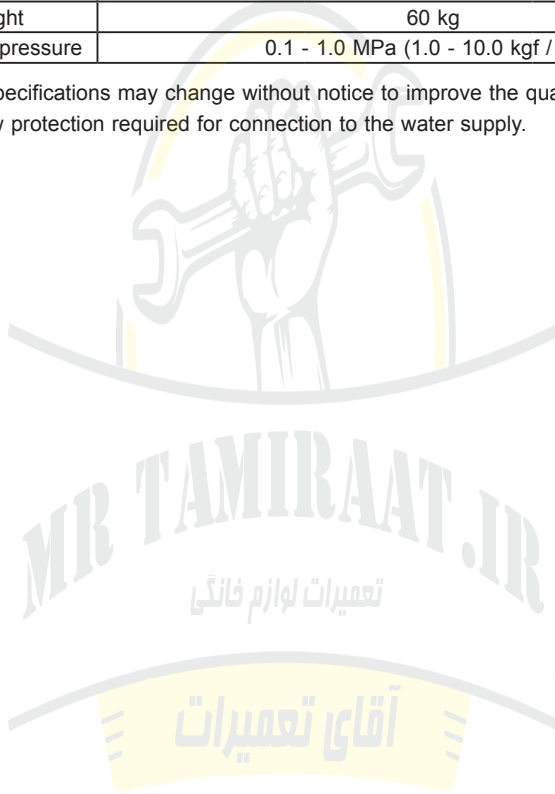 ght 60 kg
pressure 0.1 - 1.0 MPa (1.0 - 10.0 kgf /
pecifications may change without notice to improve the qua
w protection required for connection to the water supply.
MR TAMIRAAT.IR
تعمیرات لوازم خانگی
آقای تعمیرات